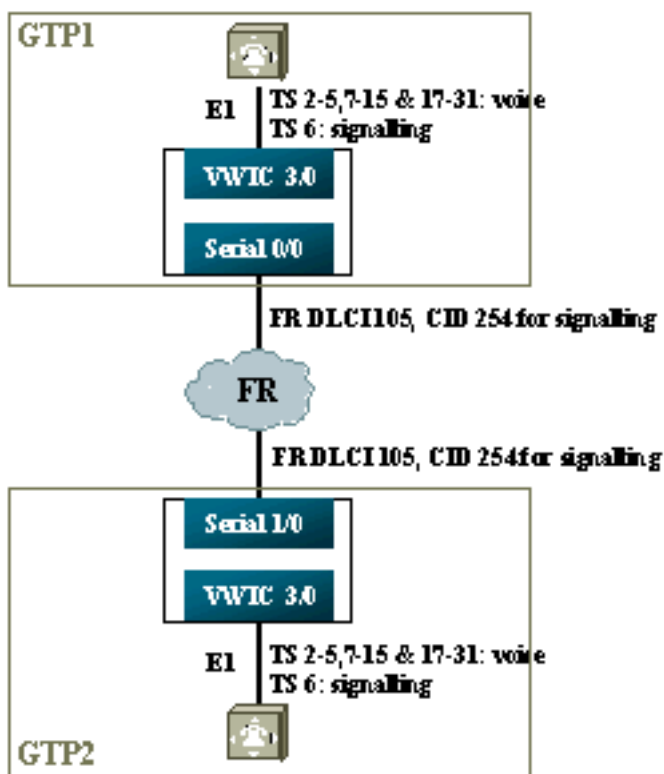 GTP1
E1
TS 2-5,7-15 & 17-31: voice
TS 6: signalling
VWIC 3/0
Serial 0/0
FR DLCI 105, CID 254 for signalling
FR
FR DLCI 105, CID 254 for signalling
Serial 1/0
VWIC 3/0
E1
TS 2-5,7-15 & 17-31: voice
TS 6: signalling
GTP2